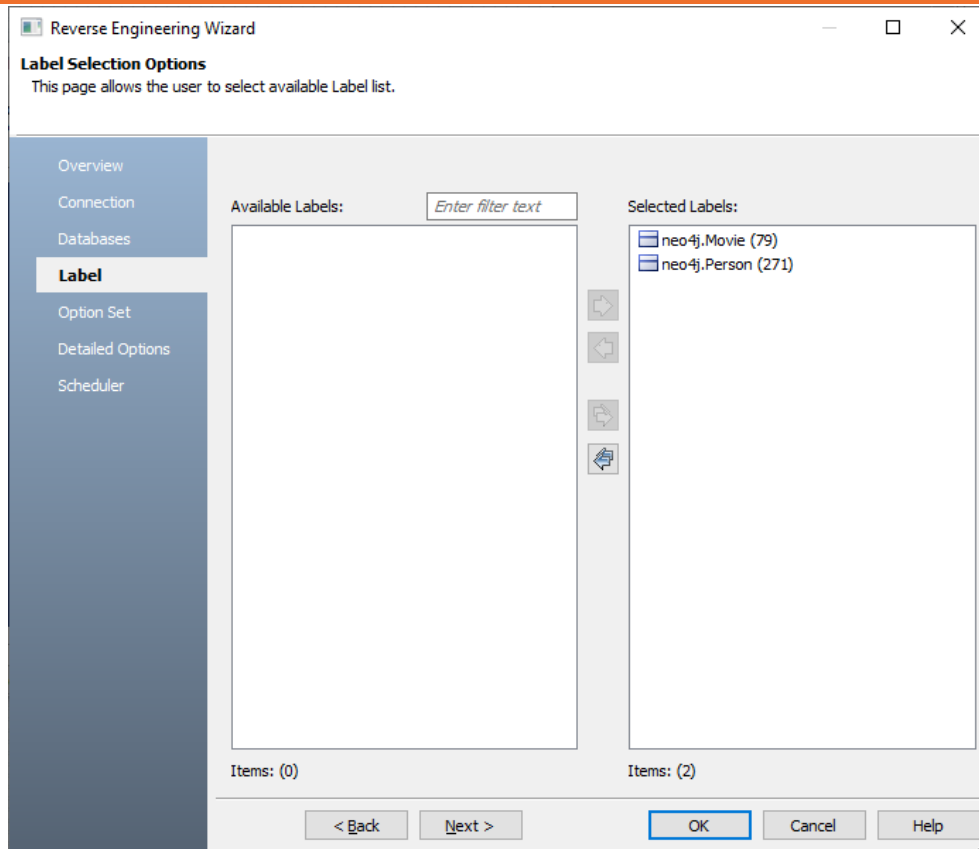 Reverse Engineering Wizard
Label Selection Options
This page allows the user to select available Label list.
Overview
Connection
Databases
Label
Option Set
Detailed Options
Scheduler
Available Labels:
Enter filter text
Selected Labels:
neo4j.Movie (79)
neo4j.Person (271)
Items: (0)
Items: (2)
< Back
Next >
OK
Cancel
Help